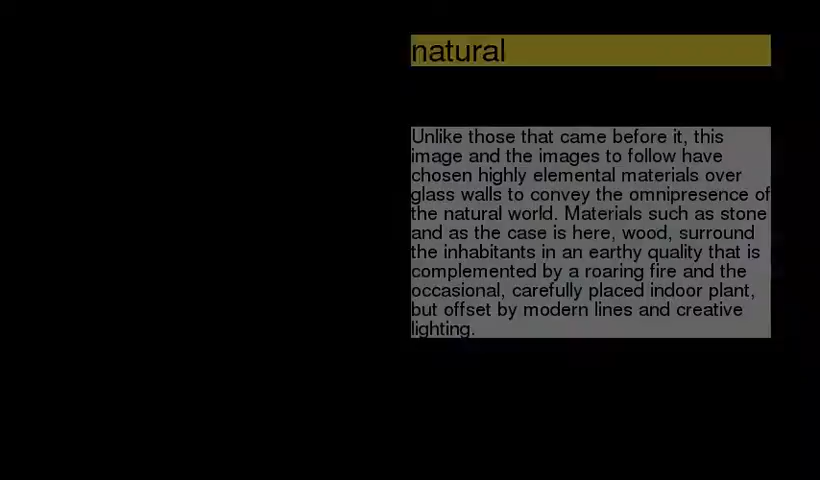 natural
Unlike those that came before it, this
image and the images to follow have
chosen highly elemental materials over
glass walls to convey the omnipresence of
the natural world. Materials such as stone
and as the case is here, wood, surround
the inhabitants in an earthy quality that is
complemented by a roaring fire and the
occasional, carefully placed indoor plant,
but offset by modern lines and creative
lighting.